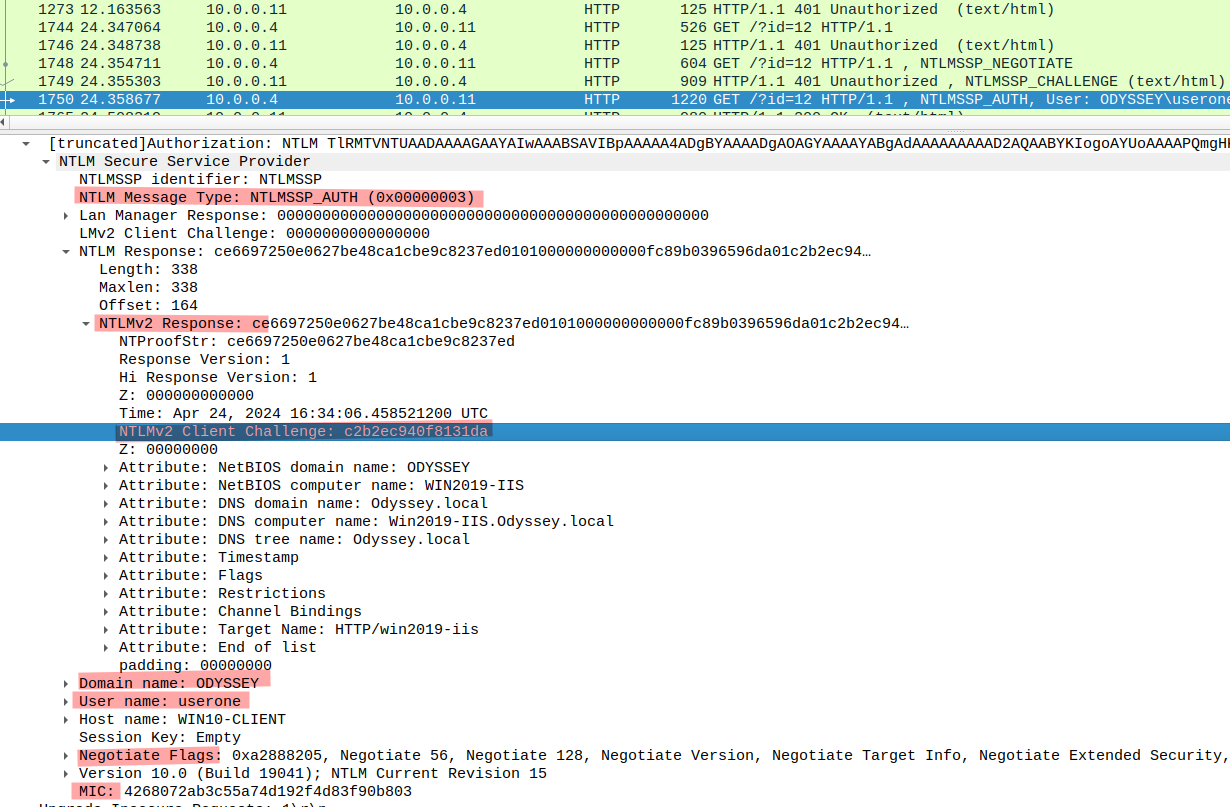 1273 12.163563 10.0.0.11 10.0.0.4 HTTP 125 HTTP/1.1 401 Unauthorized (text/html)
1744 24.347064 10.0.0.4 10.0.0.11 HTTP 526 GET /?id=12 HTTP/1.1
1746 24.348738 10.0.0.11 10.0.0.4 HTTP 125 HTTP/1.1 401 Unauthorized (text/html)
1748 24.354711 10.0.0.4 10.0.0.11 HTTP 604 GET /?id=12 HTTP/1.1 , NTLMSSP_NEGOTIATE
1749 24.355303 10.0.0.11 10.0.0.4 HTTP 909 HTTP/1.1 401 Unauthorized , NTLMSSP_CHALLENGE (text/html)
1750 24.358677 10.0.0.4 10.0.0.11 HTTP 1220 GET /?id=12 HTTP/1.1 , NTLMSSP_AUTH, User: ODYSSEY\userone
[truncated]Authorization: NTLM TlRMTVNTUAADAAAAGAAYAIwAAABSAVIBpAAAAA4ADgBYAAAADgAOAGYAAAAYABgAdAAAAAAAAAD2AQAABYKIogoAYUoAAAAPQmgH
NTLM Secure Service Provider
NTLMSSP identifier: NTLMSSP
NTLM Message Type: NTLMSSP_AUTH (0x00000003)
Lan Manager Response: 000000000000000000000000000000000000000000000000
LMv2 Client Challenge: 0000000000000000
NTLM Response: ce6697250e0627be48ca1cbe9c8237ed0101000000000000fc89b0396596da01c2b2ec94…
Length: 338
Maxlen: 338
Offset: 164
NTLMv2 Response: ce6697250e0627be48ca1cbe9c8237ed0101000000000000fc89b0396596da01c2b2ec94…
NTProofStr: ce6697250e0627be48ca1cbe9c8237ed
Response Version: 1
Hi Response Version: 1
Z: 000000000000
Time: Apr 24, 2024 16:34:06.458521200 UTC
NTLMv2 Client Challenge: c2b2ec940f8131da
Z: 00000000
Attribute: NetBIOS domain name: ODYSSEY
Attribute: NetBIOS computer name: WIN2019-IIS
Attribute: DNS domain name: Odyssey.local
Attribute: DNS computer name: Win2019-IIS.Odyssey.local
Attribute: DNS tree name: Odyssey.local
Attribute: Timestamp
Attribute: Flags
Attribute: Restrictions
Attribute: Channel Bindings
Attribute: Target Name: HTTP/win2019-iis
Attribute: End of list
padding: 00000000
Domain name: ODYSSEY
User name: userone
Host name: WIN10-CLIENT
Session Key: Empty
Negotiate Flags: 0xa2888205, Negotiate 56, Negotiate 128, Negotiate Version, Negotiate Target Info, Negotiate Extended Security,
Version 10.0 (Build 19041); NTLM Current Revision 15
MIC: 4268072ab3c55a74d192f4d83f90b803